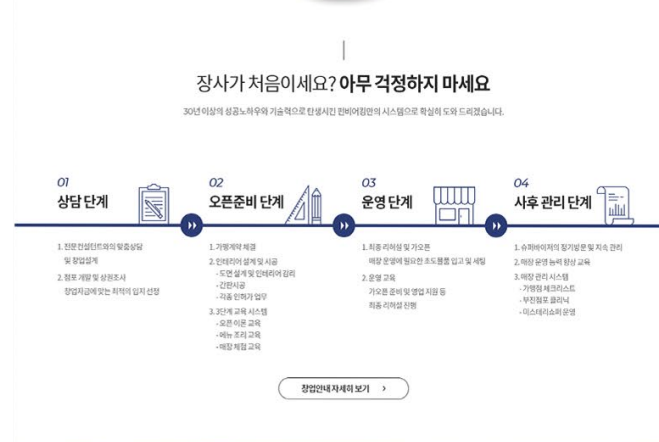 장사가 처음이세요? 아무 걱정하지 마세요
30년 이상의 성공노하우와 기술력으로 탄생시킨 만의 시스템으로 확실히 도와 드리겠습니다.
01
상담 단계
1. 전문컨설턴트와의 맞춤상담
및 창업설계
2. 점포 개발 및 상권조사
창업자금에 맞는 최적의 입지 선정
02
오픈준비 단계
1. 가맹계약 체결
2. 인테리어 설계 및 시공
- 도면 설계 및 인테리어 감리
- 간판시공
- 각종 인허가 업무
3. 3단계 교육 시스템
- 오픈 이론 교육
- 메뉴 조리 교육
- 매장 체험 교육
03
운영 단계
1. 최종 리허설 및 가오픈
매장 운영에 필요한 초도물품 입고 및 세팅
2. 운영 교육
가오픈 준비 및 영업 지원 등
최종 리허설 진행
04
사후 관리 단계
1. 슈퍼바이저의 정기방문 및 지속 관리
2. 매장 운영 능력 향상 교육
3. 매장 관리 시스템
- 가맹점 체크리스트
- 부진점포 클리닉
- 미스테리쇼퍼 운영
창업안내 자세히 보기 >